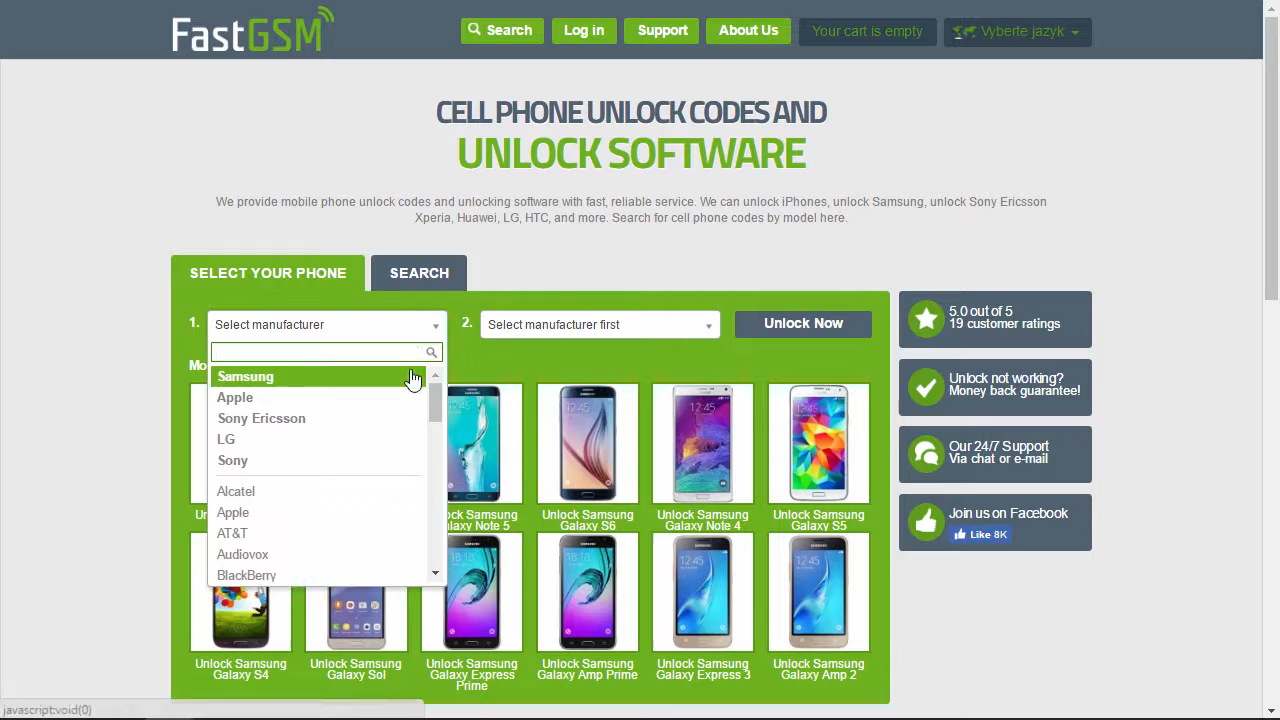 FastGSM
Search
Log in
Support
About Us
Your cart is empty
Vyberte jazyk
CELL PHONE UNLOCK CODES AND
UNLOCK SOFTWARE
We provide mobile phone unlock codes and unlocking software with fast, reliable service. We can unlock iPhones, unlock Samsung, unlock Sony Ericsson
Xperia, Huawei, LG, HTC, and more. Search for cell phone codes by model here.
SELECT YOUR PHONE
SEARCH
1.
Select manufacturer
2.
Select manufacturer first
Unlock Now
Samsung
Apple
Sony Ericsson
LG
Sony
Alcatel
Apple
AT&T
Audiovox
BlackBerry
Unlock Samsung
Galaxy S6
Unlock Samsung
Galaxy Note 4
Unlock Samsung
Galaxy S5
Unlock Samsung
Galaxy S4
Unlock Samsung
Galaxy Sol
Unlock Samsung
Galaxy Express
Prime
Unlock Samsung
Galaxy Amp Prime
Unlock Samsung
Galaxy Express 3
Unlock Samsung
Galaxy Amp 2
5.0 out of 5
19 customer ratings
Unlock not working?
Money back guarantee!
Our 24/7 Support
Via chat or e-mail
Join us on Facebook
Like 8K
javascript:void(0)